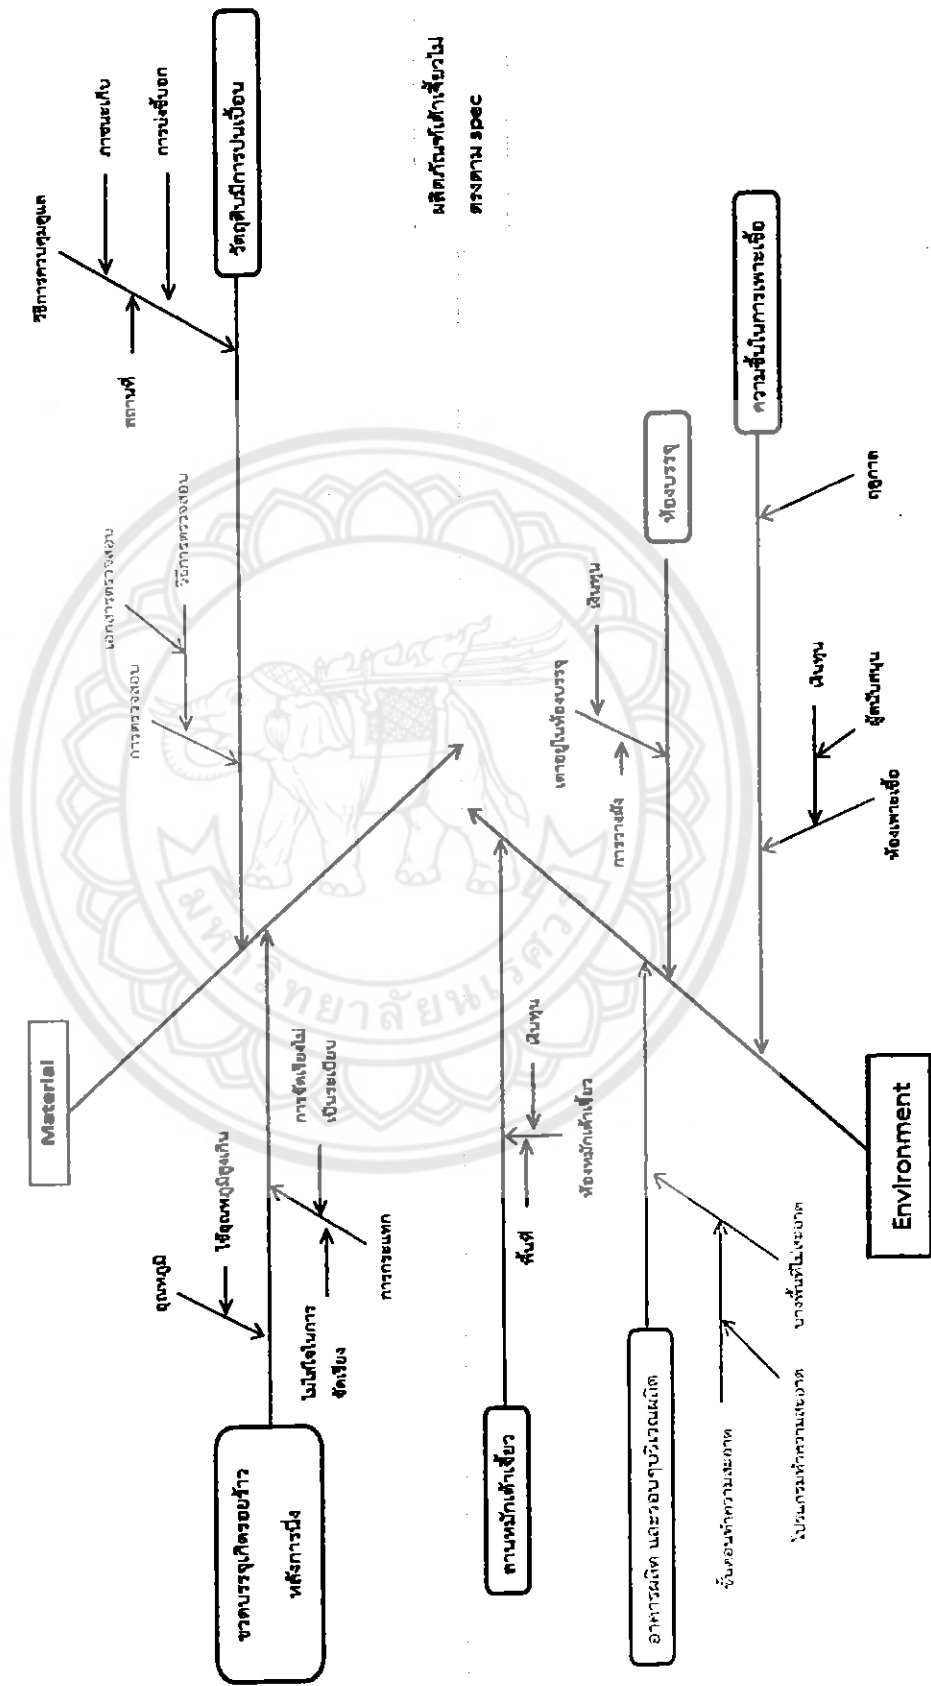 Material
อุณหภูมิ
ใช้อุณหภูมิสูงเกิน
ขวดบรรจุเกิดรอยร้าว
หลังการนึ่ง
ไม่ใส่ใจในการ
จัดเรียง
การจัดเรียงไม่
เป็นระเบียบ
การกระแทก
วิธีการควบคุมดูแล
ภาชนะเก็บ
สถานที่
การบ่งชี้บอก
เอกสารตรวจสอบ
การตรวจสอบ
วิธีการตรวจสอบ
วัตถุดิบมีการปนเปื้อน
ผลิตภัณฑ์เต้าเจี้ยวไม่
ตรงตาม spec
มหาวิทยาลัยนเรศวร
ลานหมักเต้าเจี้ยว
พื้นที่
เงินทุน
ห้องหมักเต้าเจี้ยว
เตาอยู่ในห้องบรรจุ
เงินทุน
การวางผัง
ห้องบรรจุ
อาคารผลิต และรอบๆบริเวณผลิต
ขั้นตอนทำความสะอาด
บางพื้นที่ไม่สะอาด
โปรแกรมทำความสะอาด
ความชื้นในการเพาะเชื้อ
ฤดูกาล
เงินทุน
ผู้สนับสนุน
ห้องเพาะเชื้อ
Environment